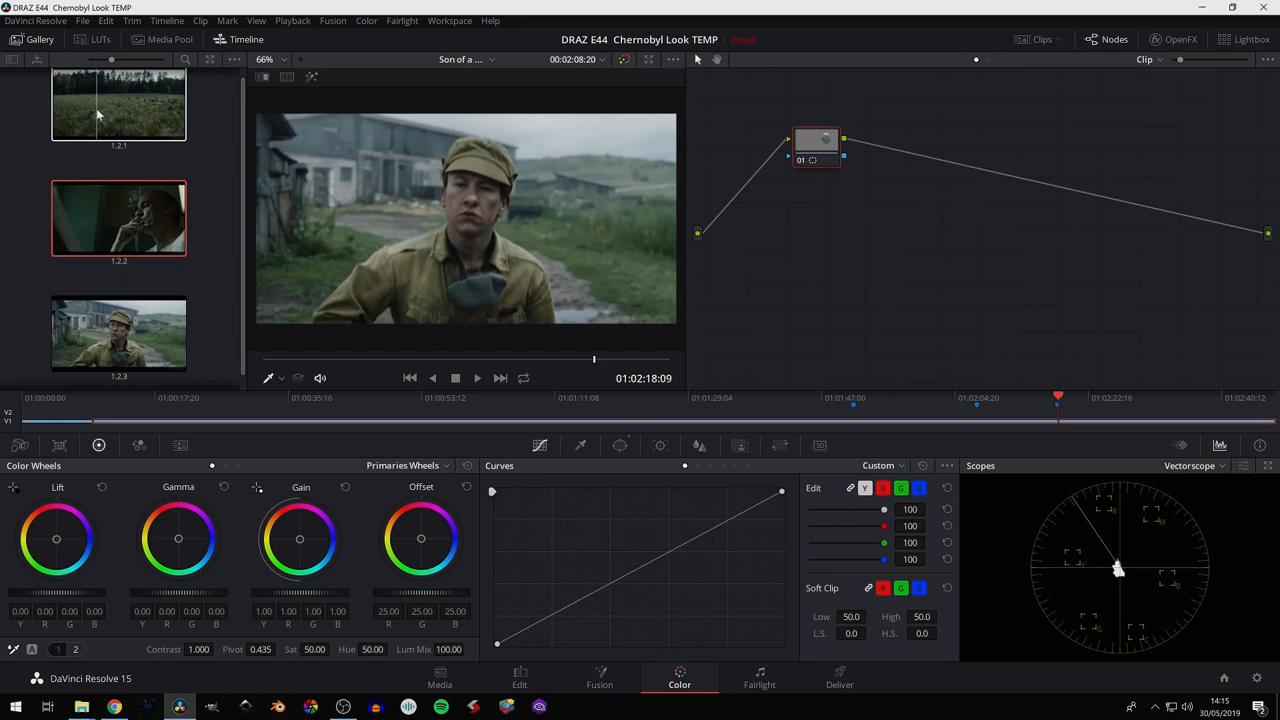 DRAZ E44 Chernobyl Look TEMP
DaVinci Resolve File Edit Trim Timeline Clip Mark View Playback Fusion Color Fairlight Workspace Help
Gallery LUTs Media Pool Timeline DRAZ E44 Chernobyl Look TEMP Edited Clips Nodes OpenFX Lightbox
66% Son of a ... 00:02:08:20 Clip
1.2.1
01
1.2.2
1.2.3
01:02:18:09
01:00:00:00 01:00:17:20 01:00:35:16 01:00:53:12 01:01:11:08 01:01:29:04 01:01:47:00 01:02:04:20 01:02:22:16 01:02:40:12
V2
V1
Color Wheels Primaries Wheels Curves Custom Scopes Vectorscope
Lift Gamma Gain Offset Edit Y R G B
100
100
100
100
Soft Clip R G B
0.00 0.00 0.00 0.00 0.00 0.00 0.00 0.00 1.00 1.00 1.00 1.00 25.00 25.00 25.00
Y R G B Y R G B Y R G B R G B
Low 50.0 High 50.0
L.S. 0.0 H.S. 0.0
A 1 2 Contrast 1.000 Pivot 0.435 Sat 50.00 Hue 50.00 Lum Mix 100.00
DaVinci Resolve 15 Media Edit Fusion Color Fairlight Deliver
14:15
30/05/2019
2